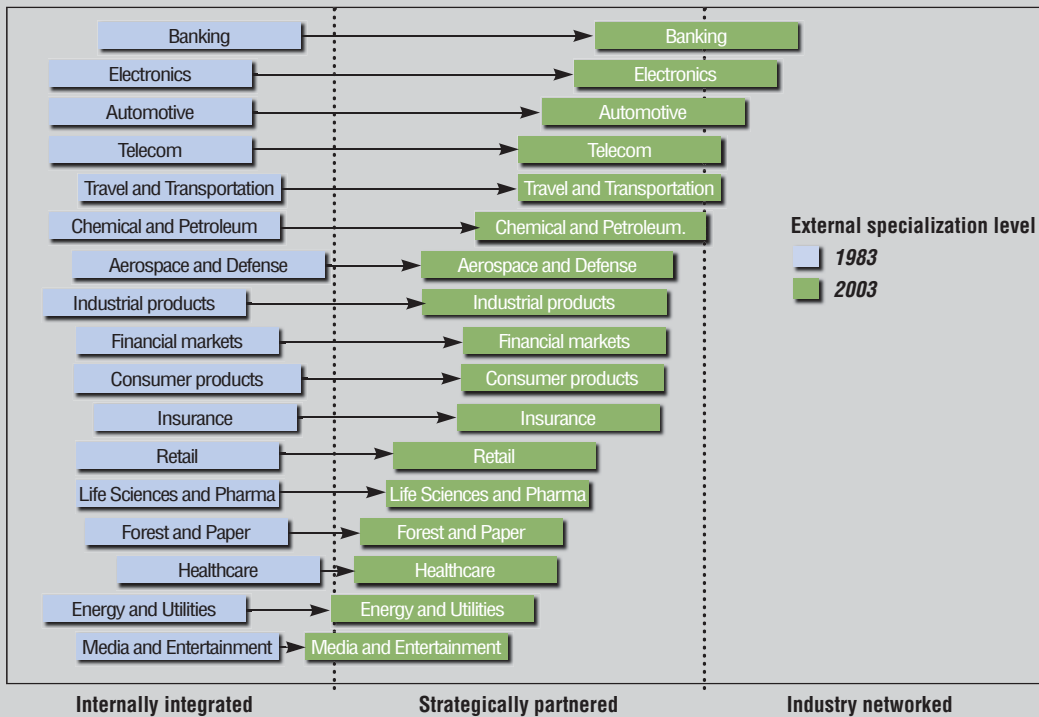 Banking Banking
Electronics Electronics
Automotive Automotive
Telecom Telecom
Travel and Transportation Travel and Transportation
Chemical and Petroleum Chemical and Petroleum.
Aerospace and Defense Aerospace and Defense
Industrial products Industrial products
Financial markets Financial markets
Consumer products Consumer products
Insurance Insurance
Retail Retail
Life Sciences and Pharma Life Sciences and Pharma
Forest and Paper Forest and Paper
Healthcare Healthcare
Energy and Utilities Energy and Utilities
Media and Entertainment Media and Entertainment
External specialization level
1983
2003
Internally integrated Strategically partnered Industry networked